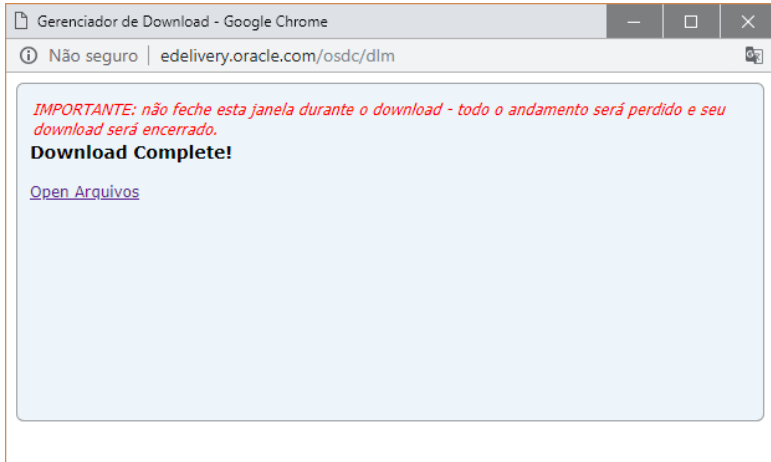 Gerenciador de Download - Google Chrome
Não seguro | edelivery.oracle.com/osdc/dlm
IMPORTANTE: não feche esta janela durante o download - todo o andamento será perdido e seu
download será encerrado.
Download Complete!
Open Arquivos